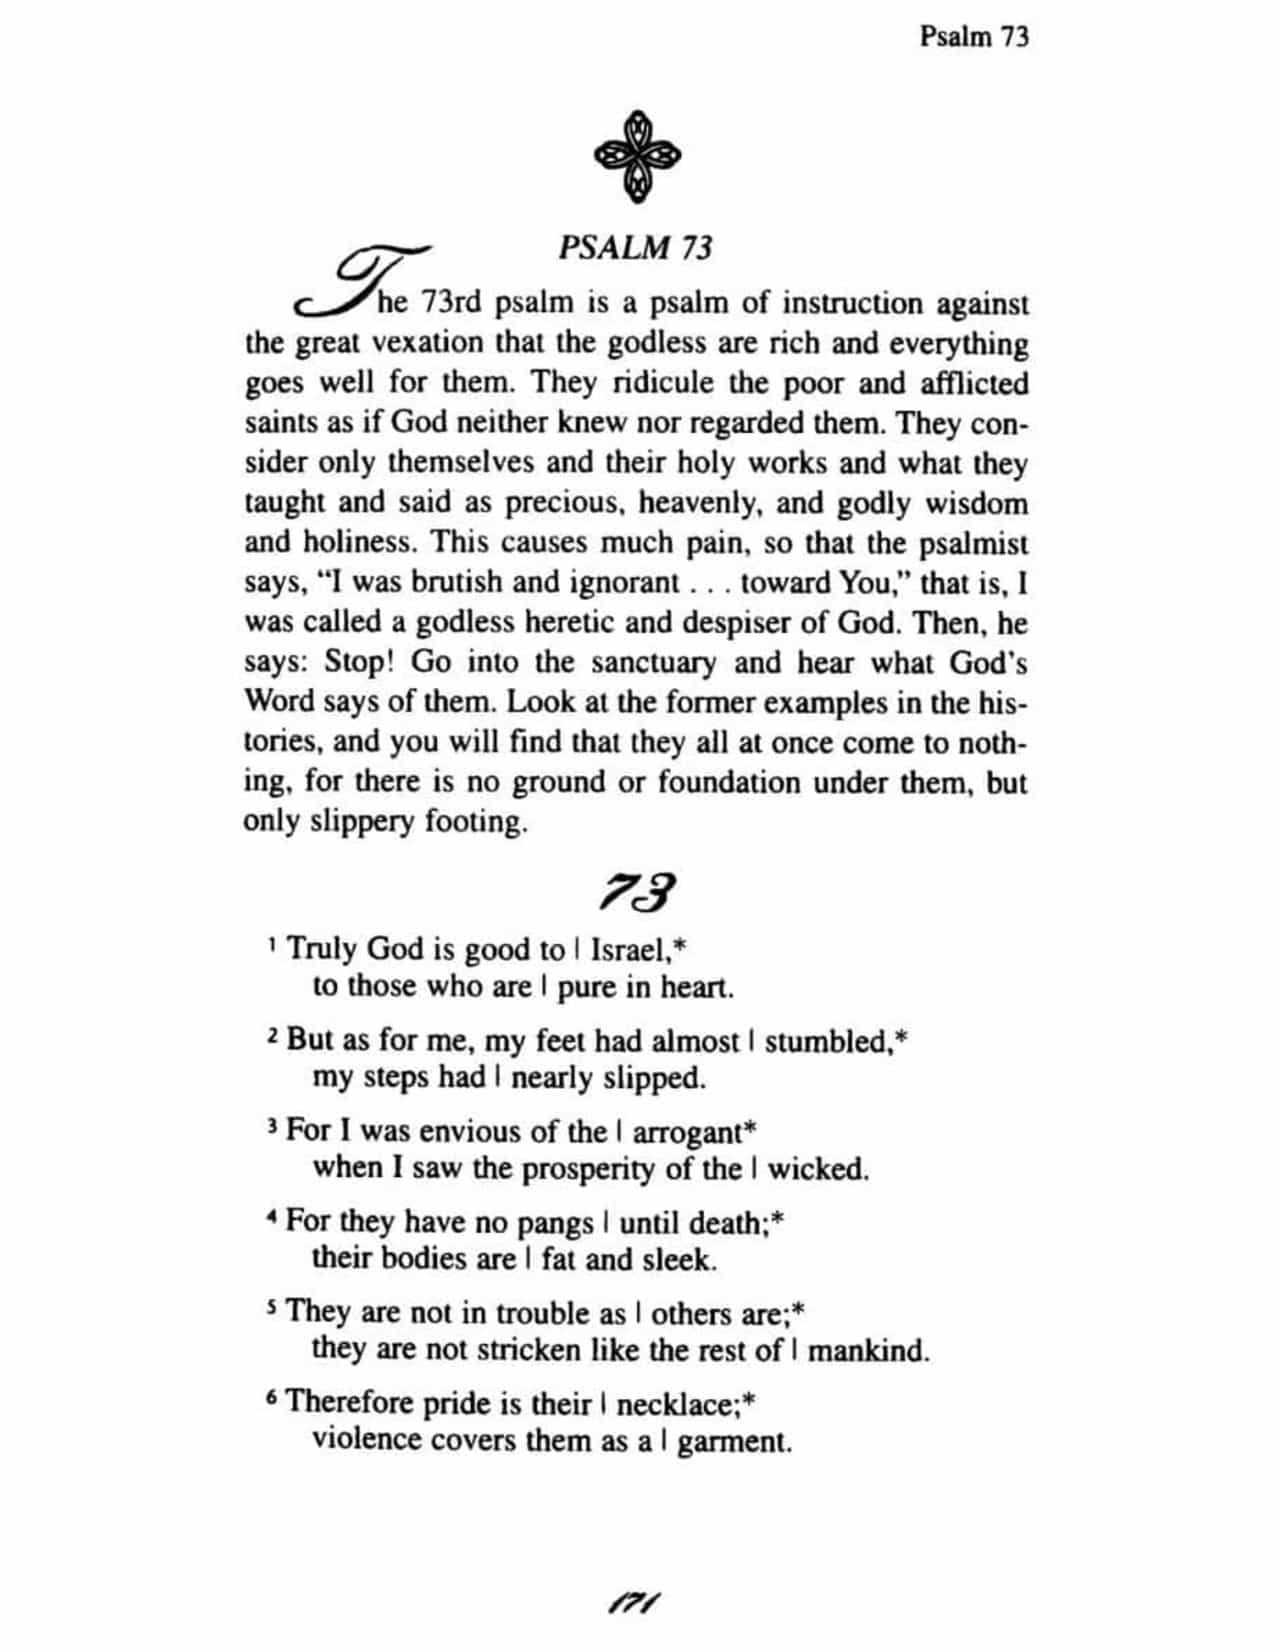 Psalm 73
PSALM 73
The 73rd psalm is a psalm of instruction against
the great vexation that the godless are rich and everything
goes well for them. They ridicule the poor and afflicted
saints as if God neither knew nor regarded them. They con-
sider only themselves and their holy works and what they
taught and said as precious, heavenly, and godly wisdom
and holiness. This causes much pain, so that the psalmist
says, “I was brutish and ignorant . . . toward You,” that is, I
was called a godless heretic and despiser of God. Then, he
says: Stop! Go into the sanctuary and hear what God's
Word says of them. Look at the former examples in the his-
tories, and you will find that they all at once come to noth-
ing, for there is no ground or foundation under them, but
only slippery footing.
73
¹ Truly God is good to | Israel,*
to those who are | pure in heart.
² But as for me, my feet had almost | stumbled,*
my steps had | nearly slipped.
³ For I was envious of the | arrogant*
when I saw the prosperity of the | wicked.
⁴ For they have no pangs | until death;*
their bodies are | fat and sleek.
⁵ They are not in trouble as | others are;*
they are not stricken like the rest of | mankind.
⁶ Therefore pride is their | necklace;*
violence covers them as a | garment.
171